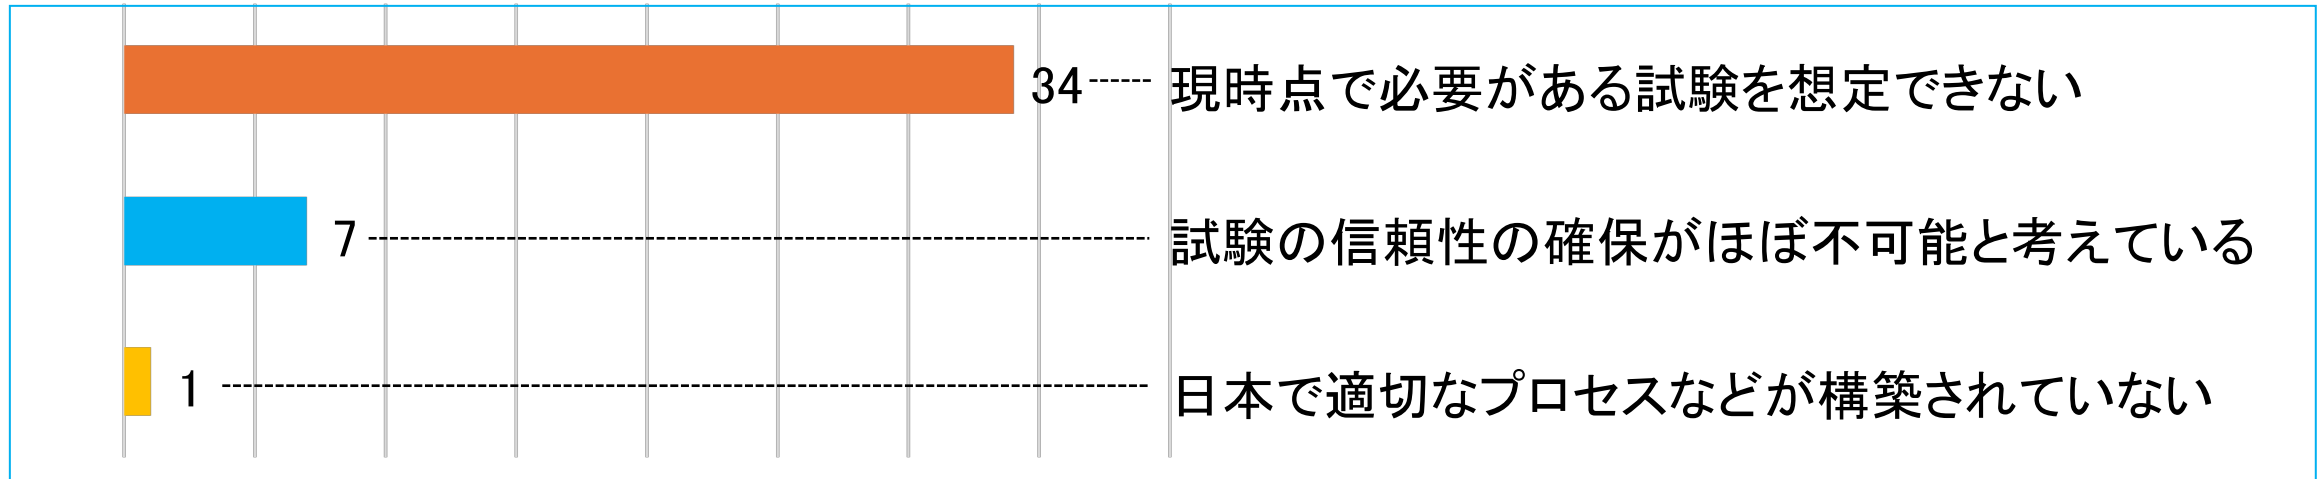 34 現時点で必要がある試験を想定できない
7 試験の信頼性の確保がほぼ不可能と考えている
1 日本で適切なプロセスなどが構築されていない